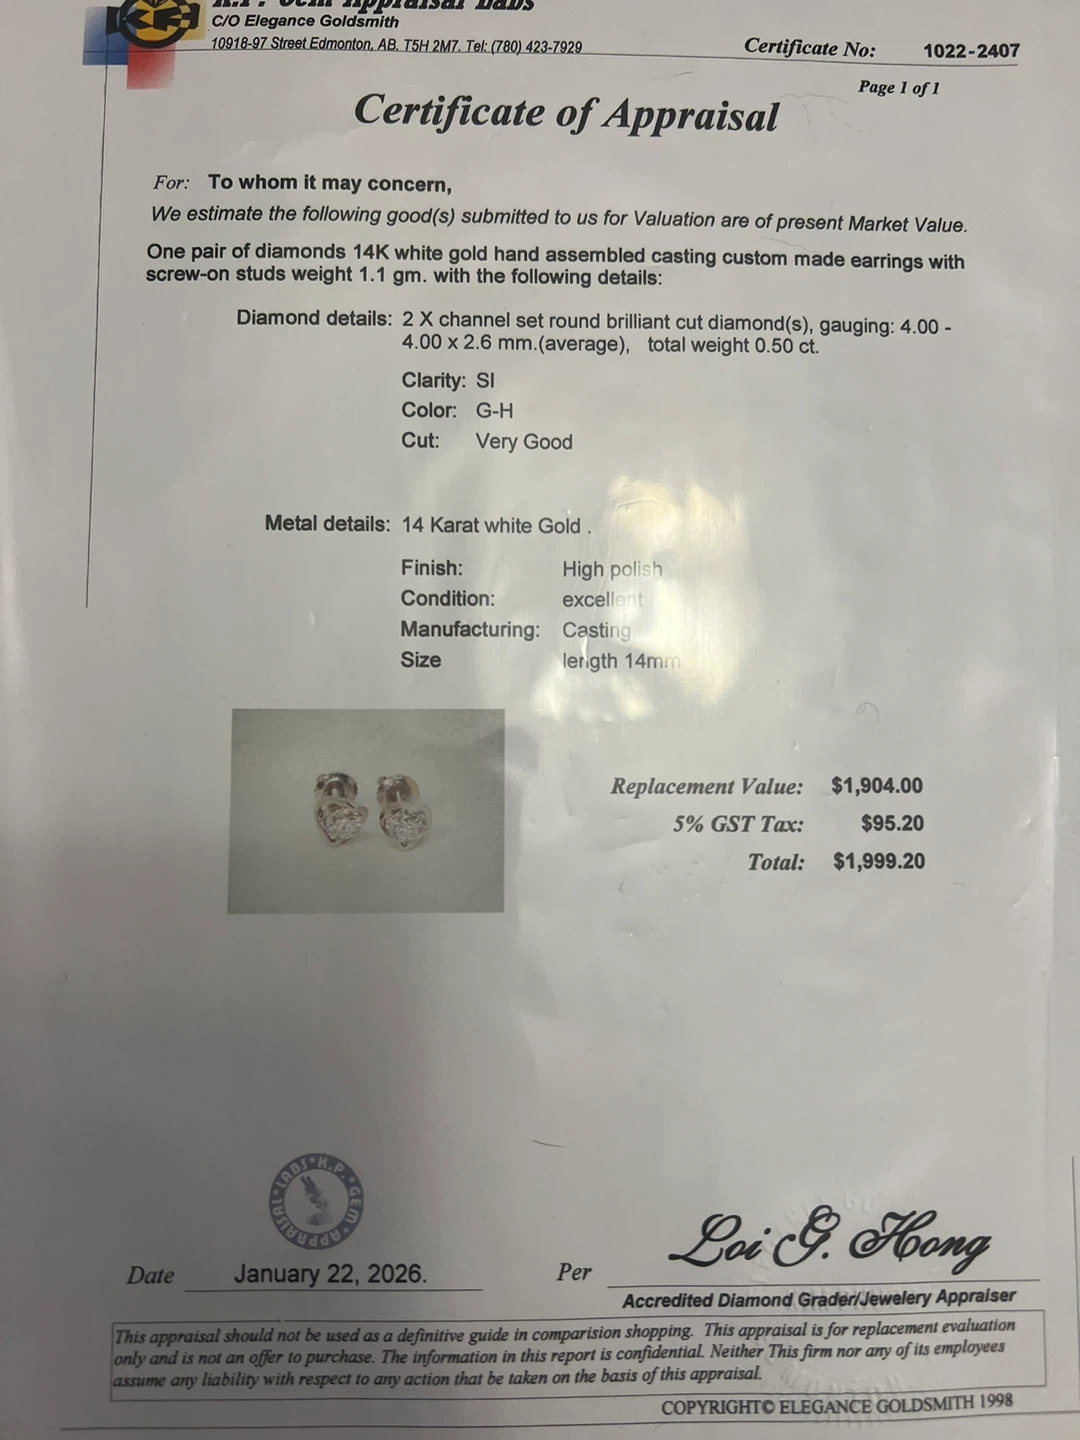 H.P. Gem Appraisal Labs
C/O Elegance Goldsmith
10918-97 Street Edmonton, AB. T5H 2M7. Tel: (780) 423-7929
Certificate No: 1022-2407
Page 1 of 1
Certificate of Appraisal
For: To whom it may concern,
We estimate the following good(s) submitted to us for Valuation are of present Market Value.
One pair of diamonds 14K white gold hand assembled casting custom made earrings with
screw-on studs weight 1.1 gm. with the following details:
Diamond details: 2 X channel set round brilliant cut diamond(s), gauging: 4.00 -
4.00 x 2.6 mm.(average), total weight 0.50 ct.
Clarity: SI
Color: G-H
Cut: Very Good
Metal details: 14 Karat white Gold .
Finish: High polish
Condition: excellent
Manufacturing: Casting
Size length 14mm
Replacement Value: $1,904.00
5% GST Tax: $95.20
Total: $1,999.20
H.P. * GEM * APPRAISAL * LABS *
Loi G. Hong
Date January 22, 2026. Per
Accredited Diamond Grader/Jewelery Appraiser
This appraisal should not be used as a definitive guide in comparision shopping. This appraisal is for replacement evaluation
only and is not an offer to purchase. The information in this report is confidential. Neither This firm nor any of its employees
assume any liability with respect to any action that be taken on the basis of this appraisal.
COPYRIGHT© ELEGANCE GOLDSMITH 1998